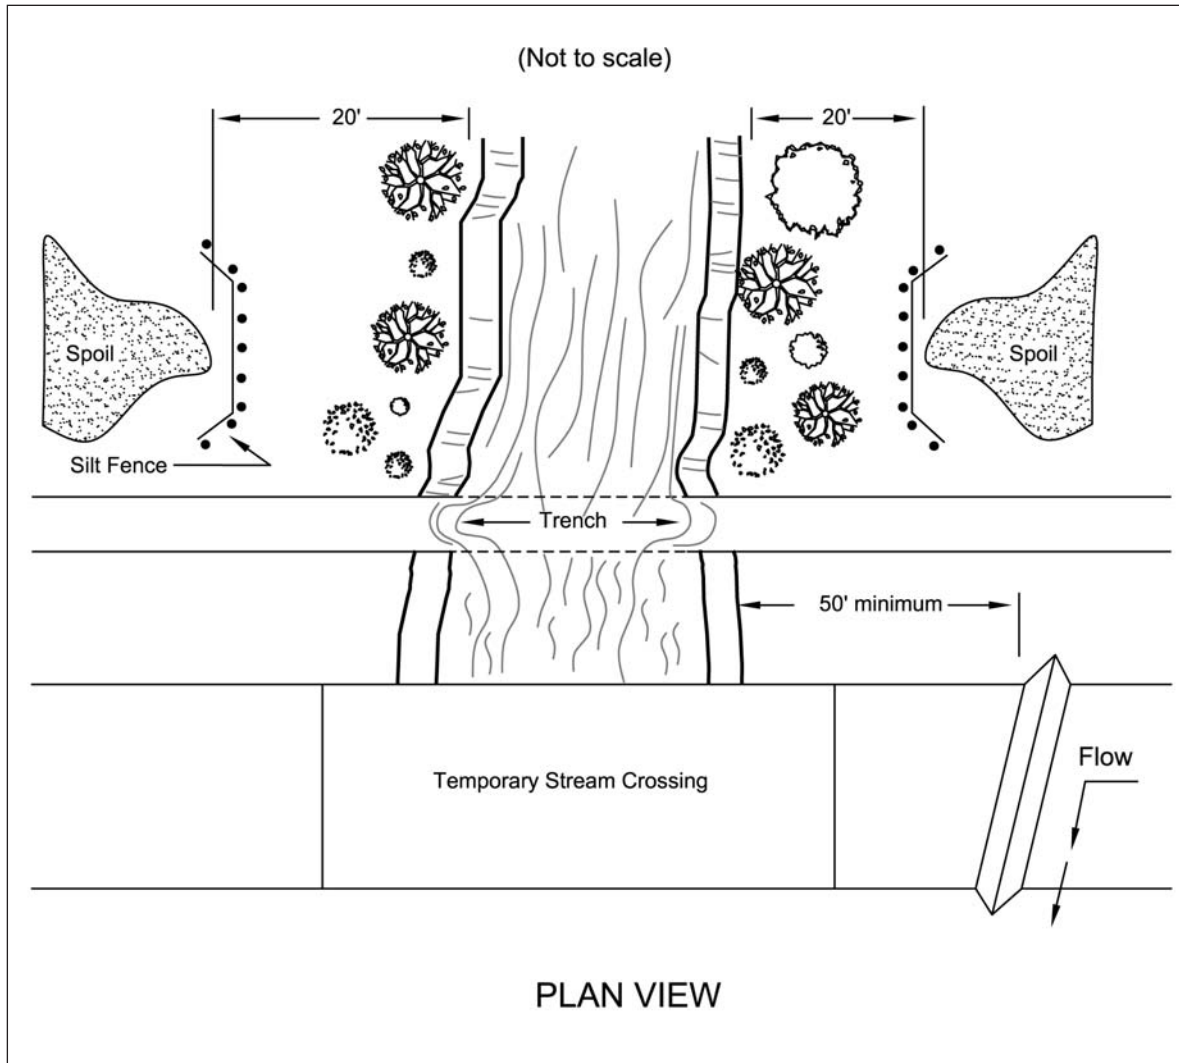 (Not to scale)
20'
20'
Spoil
Spoil
Silt Fence
Trench
50' minimum
Flow
Temporary Stream Crossing
PLAN VIEW